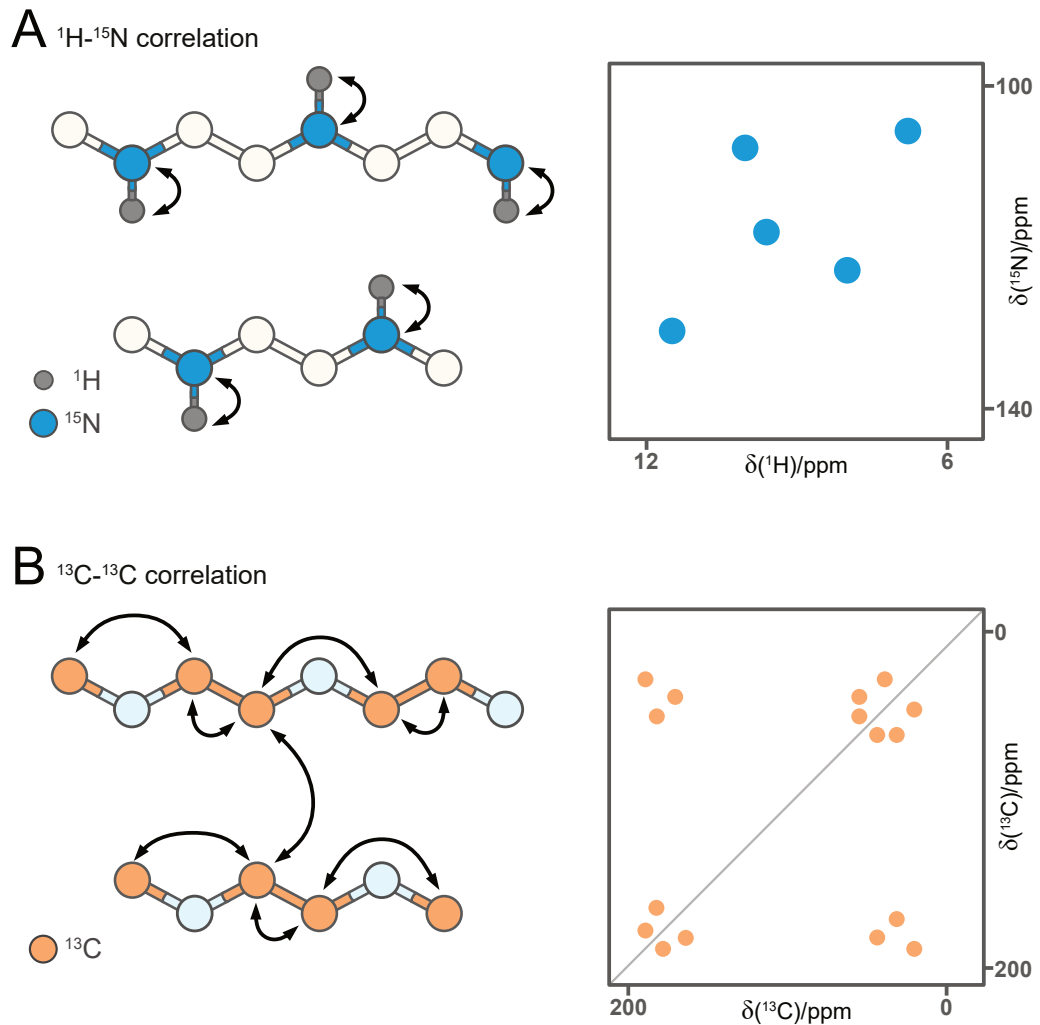 A ¹H-¹⁵N correlation
100
δ(¹⁵N)/ppm
140
12
6
δ(¹H)/ppm
¹H
¹⁵N
B ¹³C-¹³C correlation
0
δ(¹³C)/ppm
200
200
0
δ(¹³C)/ppm
¹³C